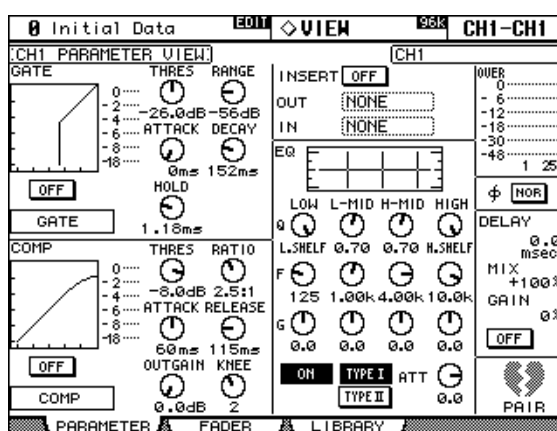 0 Initial Data EDIT ◇VIEW 96K CH1-CH1
CH1 PARAMETER VIEW CH1
GATE THRES RANGE
0
-2
-4
-6
-8
-18
-26.0dB -56dB
ATTACK DECAY
0ms 152ms
HOLD
1.18ms
OFF
GATE
COMP THRES RATIO
0
-2
-4
-6
-8
-18
-8.0dB 2.5:1
ATTACK RELEASE
60ms 115ms
OUTGAIN KNEE
0.0dB 2
OFF
COMP
INSERT OFF
OUT NONE
IN NONE
EQ
LOW L-MID H-MID HIGH
Q
L.SHELF 0.70 0.70 H.SHELF
F
125 1.00k 4.00k 10.0k
G
0.0 0.0 0.0 0.0
ON TYPE I ATT
TYPE II 0.0
OVER
0
-6
-12
-18
-30
-48
1 25
ϕ NOR
DELAY
0.0
msec
MIX
+100%
GAIN
0%
OFF
PAIR
PARAMETER FADER LIBRARY